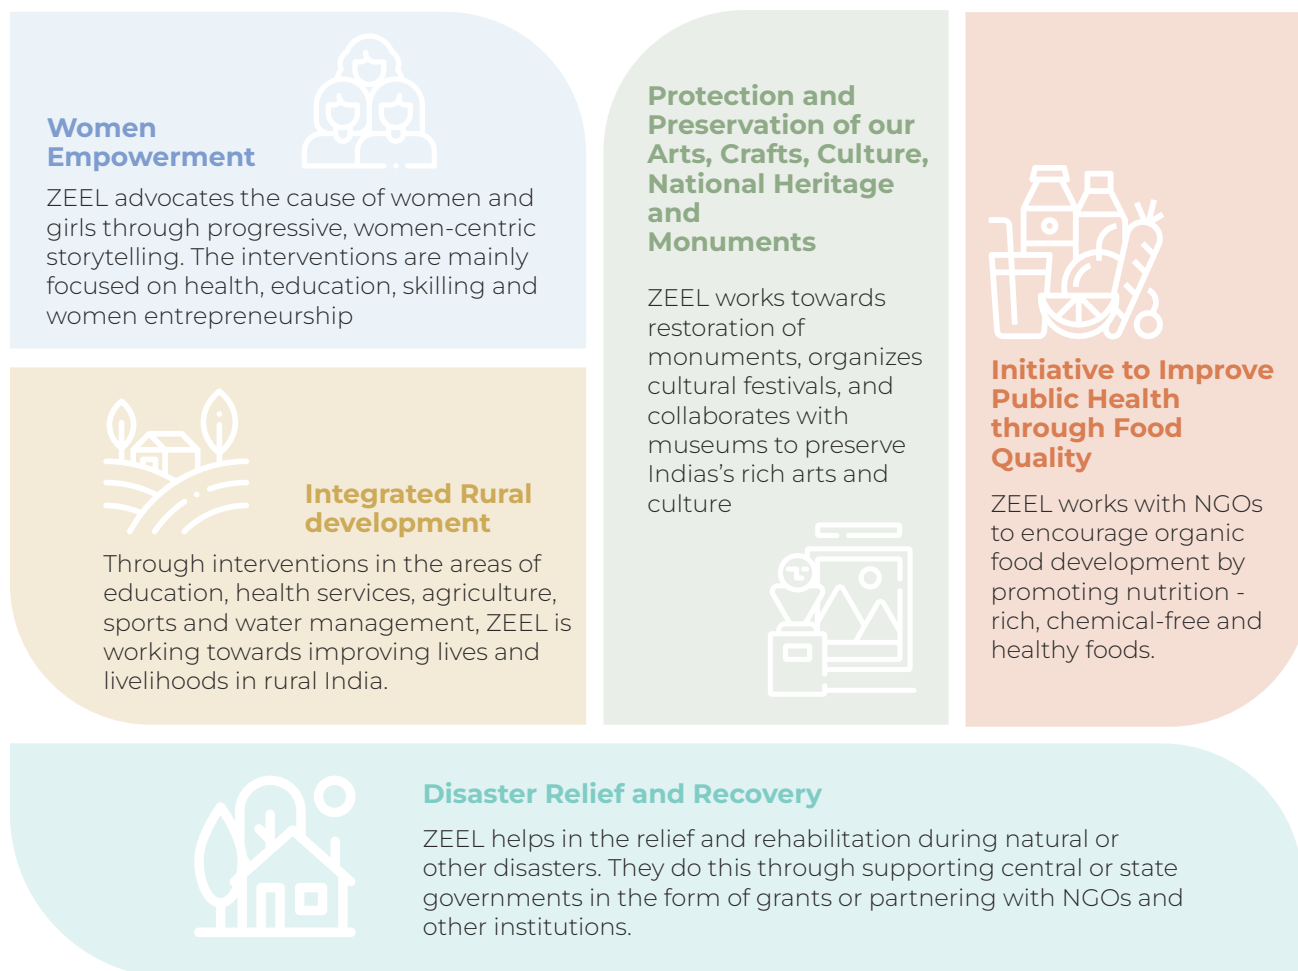 Women
Empowerment
ZEEL advocates the cause of women and
girls through progressive, women-centric
storytelling. The interventions are mainly
focused on health, education, skilling and
women entrepreneurship
Integrated Rural
development
Through interventions in the areas of
education, health services, agriculture,
sports and water management, ZEEL is
working towards improving lives and
livelihoods in rural India.
Protection and
Preservation of our
Arts, Crafts, Culture,
National Heritage
and
Monuments
ZEEL works towards
restoration of
monuments, organizes
cultural festivals, and
collaborates with
museums to preserve
Indias's rich arts and
culture
Initiative to Improve
Public Health
through Food
Quality
ZEEL works with NGOs
to encourage organic
food development by
promoting nutrition -
rich, chemical-free and
healthy foods.
Disaster Relief and Recovery
ZEEL helps in the relief and rehabilitation during natural or
other disasters. They do this through supporting central or state
governments in the form of grants or partnering with NGOs and
other institutions.